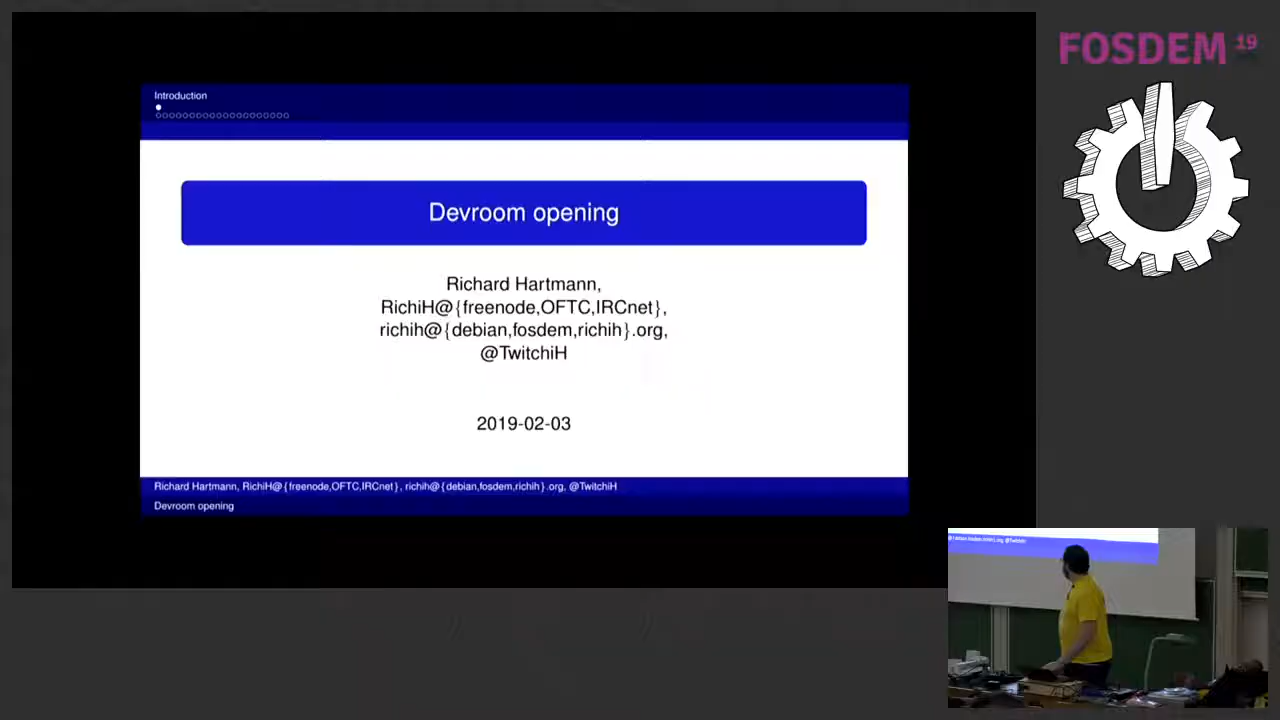 FOSDEM 19
Introduction
Devroom opening
Richard Hartmann,
RichiH@{freenode,OFTC,IRCnet},
richih@{debian,fosdem,richih}.org,
@TwitchiH
2019-02-03
Richard Hartmann, RichiH@{freenode,OFTC,IRCnet}, richih@{debian,fosdem,richih}.org, @TwitchiH
Devroom opening